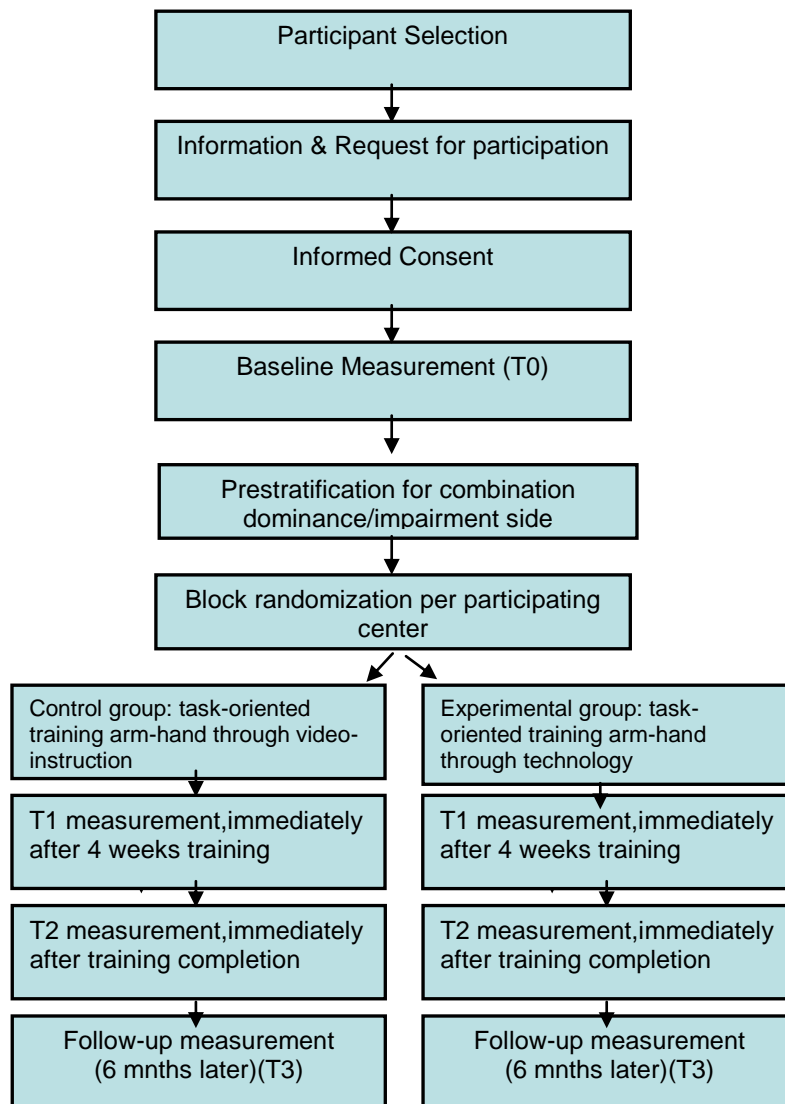 Participant Selection
Information & Request for participation
Informed Consent
Baseline Measurement (T0)
Prestratification for combination
dominance/impairment side
Block randomization per participating
center
Control group: task-oriented
training arm-hand through video-
instruction
Experimental group: task-
oriented training arm-hand
through technology
T1 measurement,immediately
after 4 weeks training
T1 measurement,immediately
after 4 weeks training
T2 measurement,immediately
after training completion
T2 measurement,immediately
after training completion
Follow-up measurement
(6 mnths later)(T3)
Follow-up measurement
(6 mnths later)(T3)